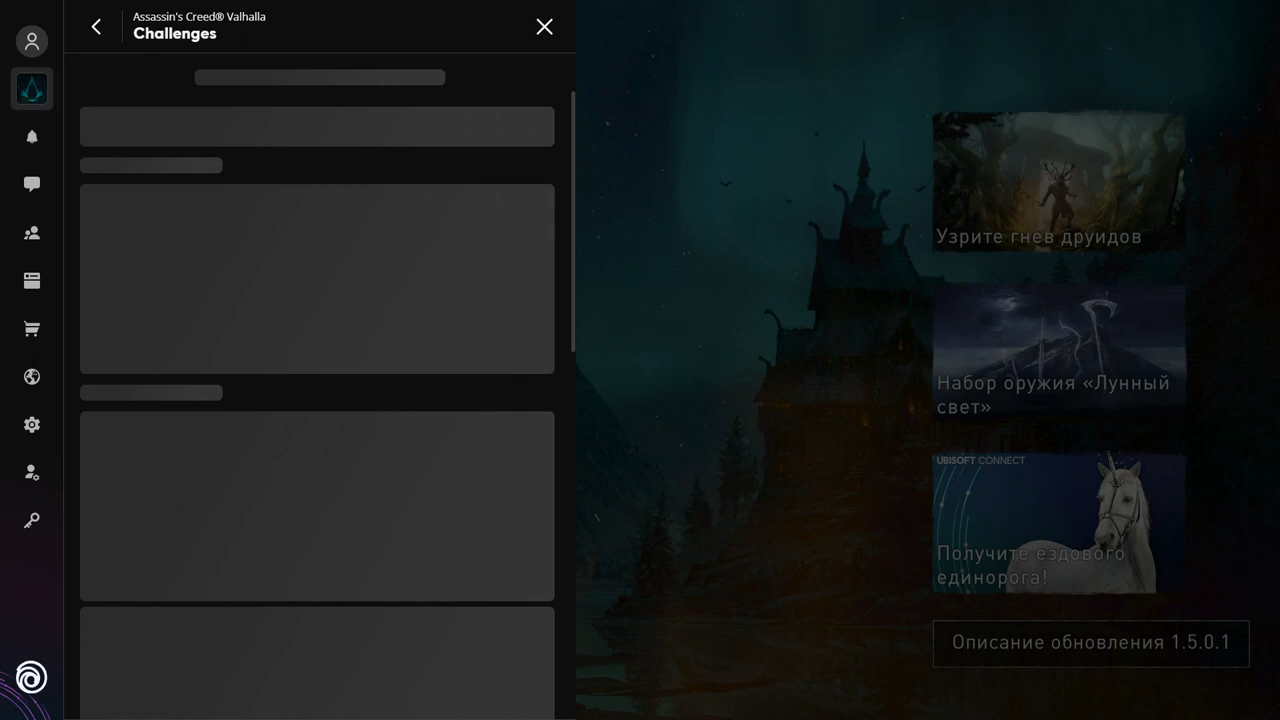 Assassin's Creed® Valhalla
Challenges
Узрите гнев друидов
Набор оружия «Лунный
свет»
UBISOFT CONNECT
Получите ездового
единорога!
Описание обновления 1.5.0.1